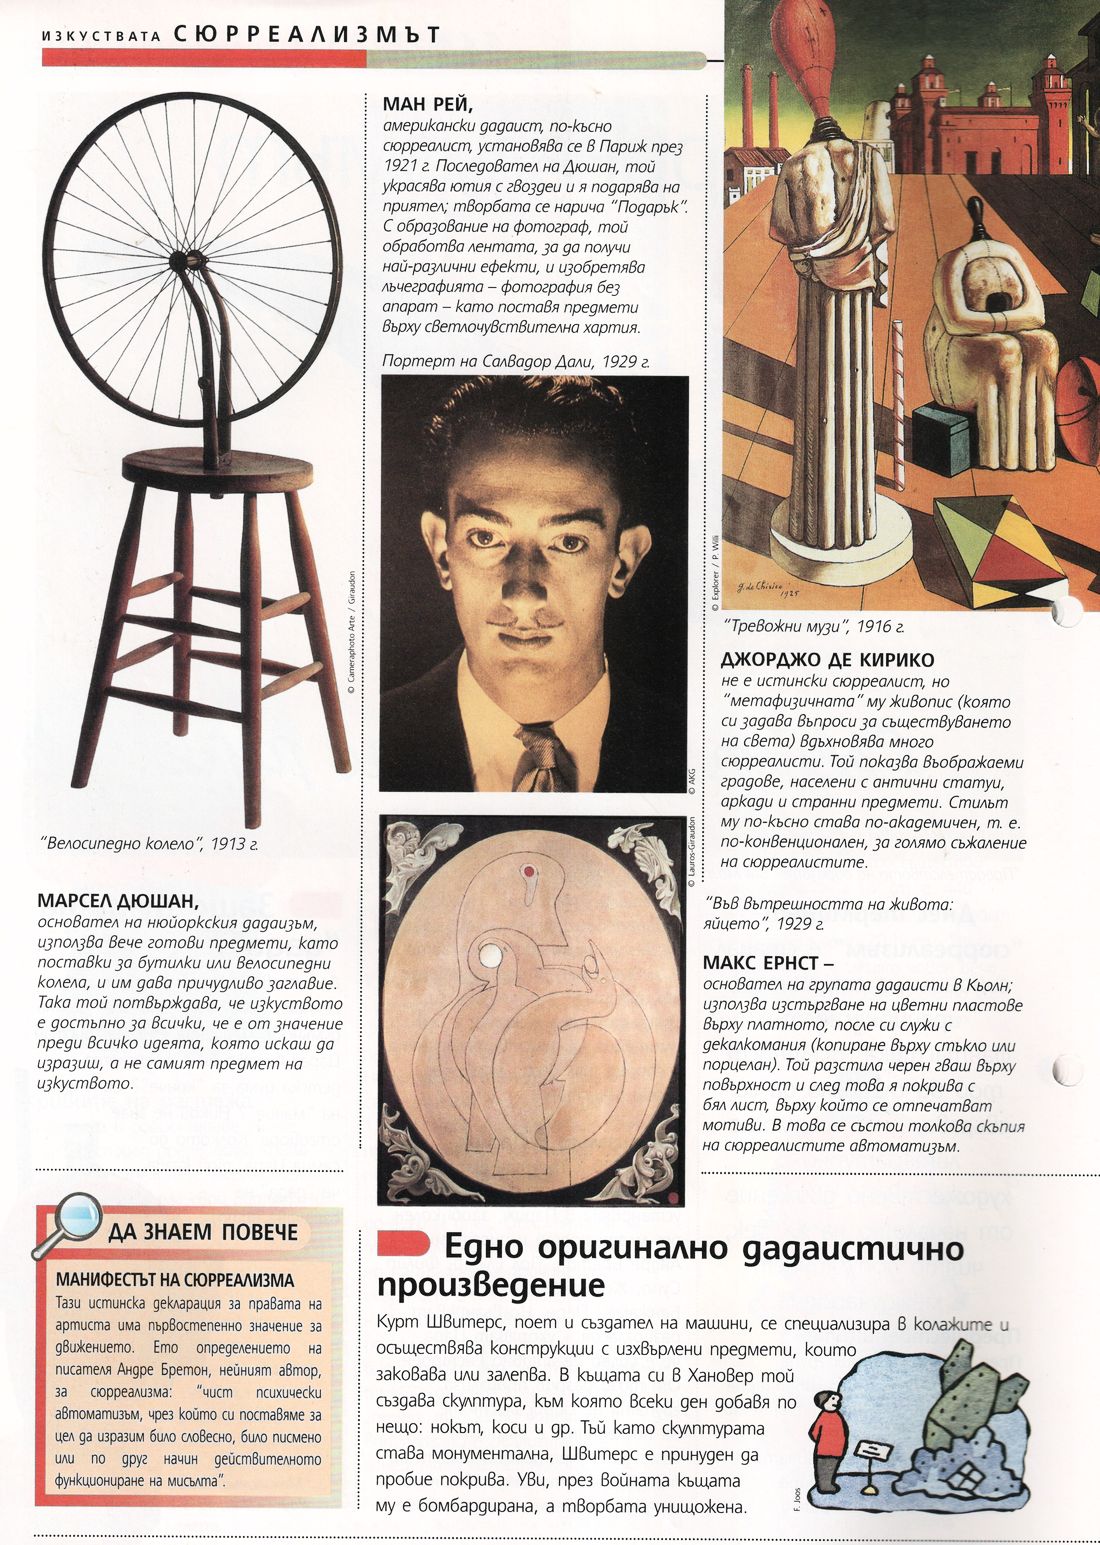 ИЗКУСТВАТА СЮРРЕАЛИЗМЪТ
© Cameraphoto Arte / Giraudon
"Велосипедно колело", 1913 г.
МАРСЕЛ ДЮШАН,
основател на нюйоркския дадаизъм,
използва вече готови предмети, като
поставки за бутилки или велосипедни
колела, и им дава причудливо заглавие.
Така той потвърждава, че изкуството
е достъпно за всички, че е от значение
преди всичко идеята, която искаш да
изразиш, а не самият предмет на
изкуството.
ДА ЗНАЕМ ПОВЕЧЕ
МАНИФЕСТЪТ НА СЮРРЕАЛИЗМА
Тази истинска декларация за правата на
артиста има първостепенно значение за
движението. Ето определението на
писателя Андре Бретон, нейният автор,
за сюрреализма: "чист психически
автоматизъм, чрез който си поставяме за
цел да изразим било словесно, било писмено
или по друг начин действителното
функциониране на мисълта".
МАН РЕЙ,
американски дадаист, по-късно
сюрреалист, установява се в Париж през
1921 г. Последовател на Дюшан, той
украсява ютия с гвоздеи и я подарява на
приятел; творбата се нарича "Подарък".
С образование на фотограф, той
обработва лентата, за да получи
най-различни ефекти, и изобретява
лъчеграфията – фотография без
апарат – като поставя предмети
върху светлочувствителна хартия.
Портерт на Салвадор Дали, 1929 г.
© AKG
© Lauros-Giraudon
© Explorer / P. Willi
g. de Chirico
1925
"Тревожни музи", 1916 г.
ДЖОРДЖО ДЕ КИРИКО
не е истински сюрреалист, но
"метафизичната" му живопис (която
си задава въпроси за съществуването
на света) вдъхновява много
сюрреалисти. Той показва въображаеми
градове, населени с антични статуи,
аркади и странни предмети. Стилът
му по-късно става по-академичен, т. е.
по-конвенционален, за голямо съжаление
на сюрреалистите.
"Във вътрешността на живота:
яйцето", 1929 г.
МАКС ЕРНСТ –
основател на групата дадаисти в Кьолн;
използва изстъргване на цветни пластове
върху платното, после си служи с
декалкомания (копиране върху стъкло или
порцелан). Той разстила черен гваш върху
повърхност и след това я покрива с
бял лист, върху който се отпечатват
мотиви. В това се състои толкова скъпия
на сюрреалистите автоматизъм.
Едно оригинално дадаистично
произведение
Курт Швитерс, поет и създател на машини, се специализира в колажите и
осъществява конструкции с изхвърлени предмети, които
заковава или залепва. В къщата си в Хановер той
създава скулптура, към която всеки ден добавя по
нещо: нокът, коси и др. Тъй като скулптурата
става монументална, Швитерс е принуден да
пробие покрива. Уви, през войната къщата
му е бомбардирана, а творбата унищожена.
F. Joos